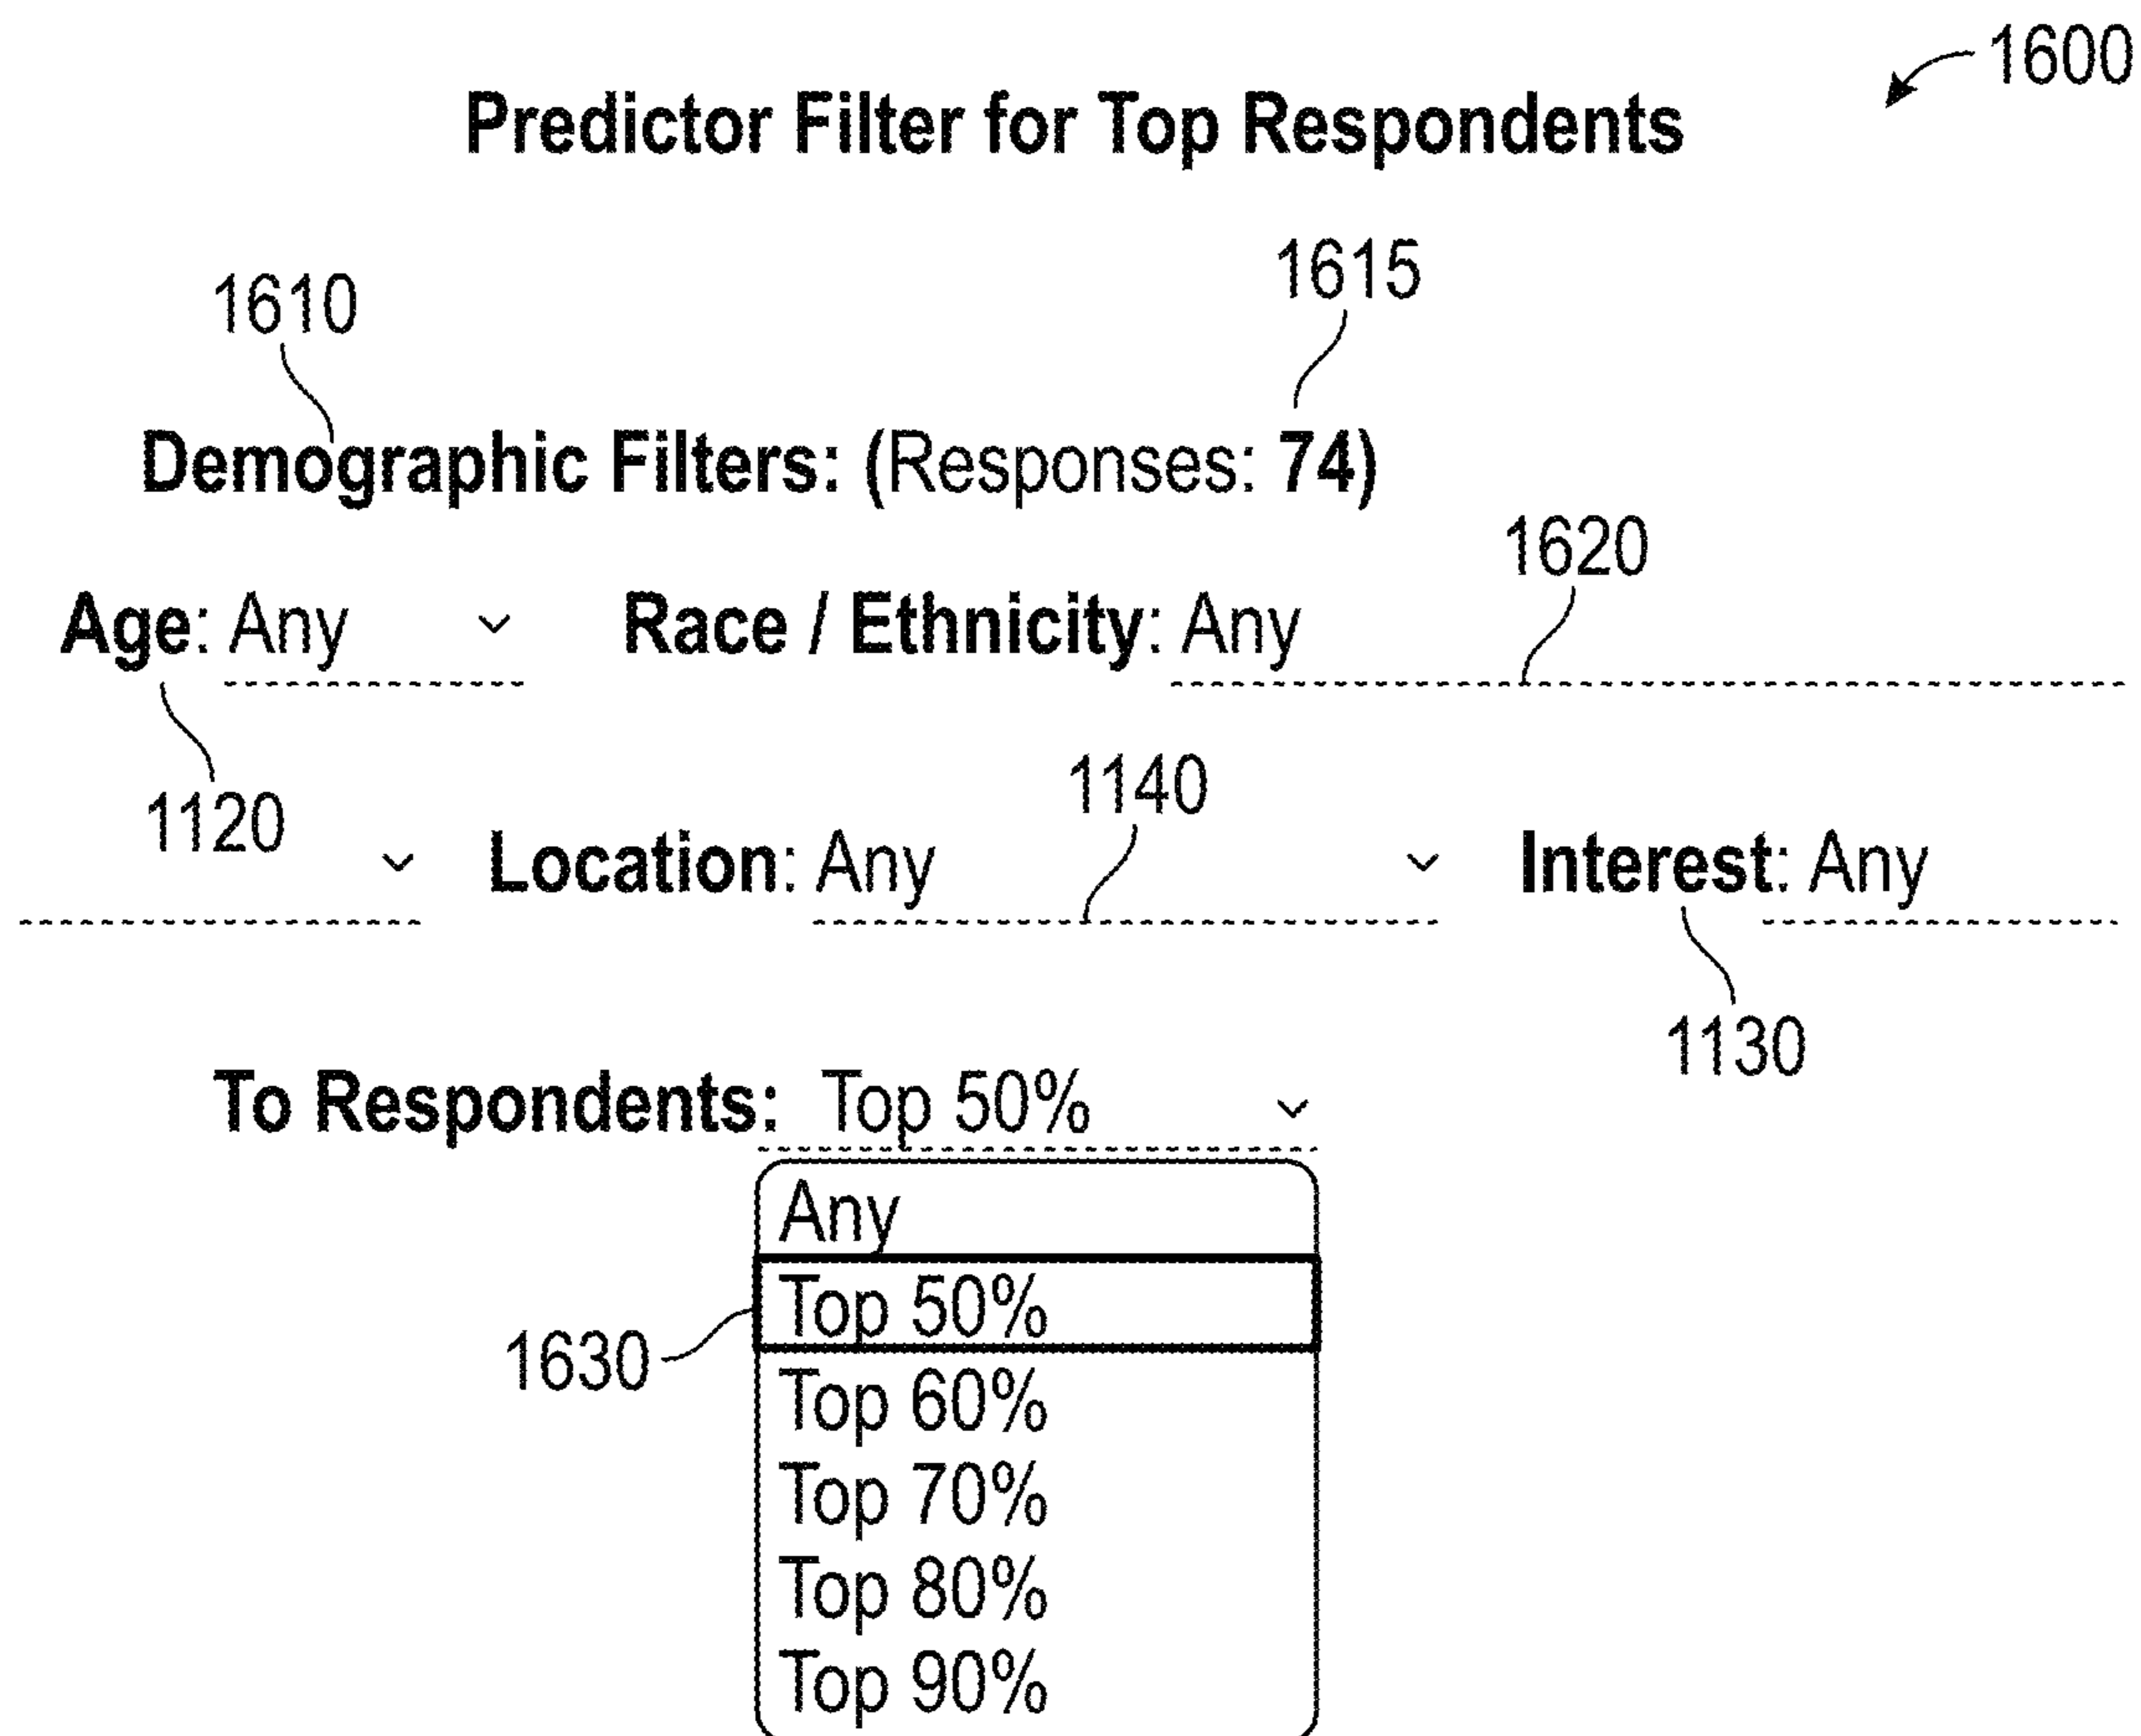 1600
Predictor Filter for Top Respondents
1615
1610
Demographic Filters: (Responses: 74)
1620
Age: Any Race / Ethnicity: Any
1140
1120
Location: Any Interest: Any
1130
To Respondents: Top 50%
Any
Top 50%
1630
Top 60%
Top 70%
Top 80%
Top 90%